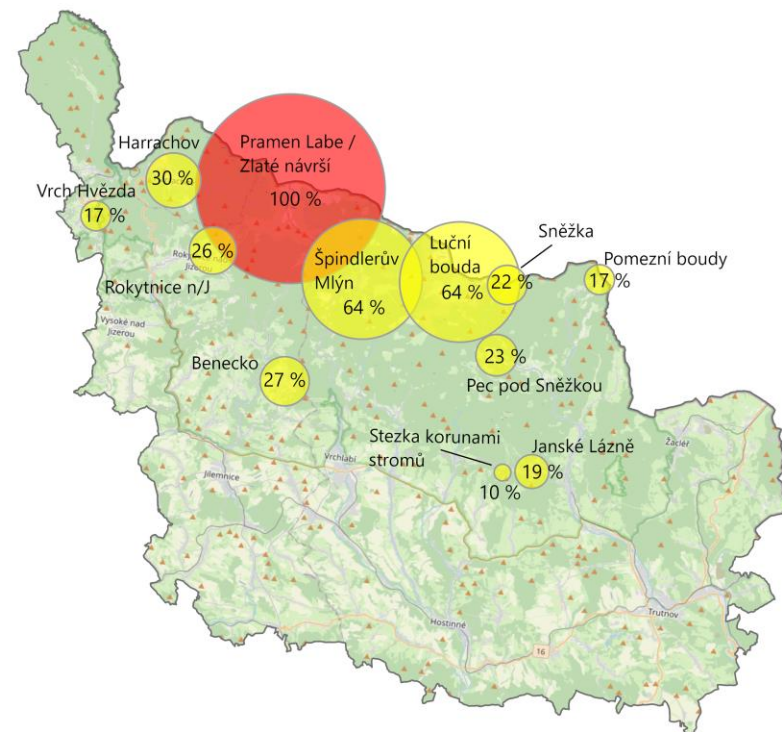 Harrachov
30 %
Pramen Labe /
Zlaté návrší
100 %
Vrch Hvězda
17 %
26 %
Rokytnice n/J
Špindlerův
Mlýn
64 %
Luční
bouda
64 %
Sněžka
22 %
Pomezní boudy
17 %
Vysoké nad
Jizerou
Benecko
27 %
23 %
Pec pod Sněžkou
Stezka korunami
stromů
10 %
Janské Lázně
19 %
Žacléř
Vrchlabí
Jilemnice
Hostinné
Trutnov
16